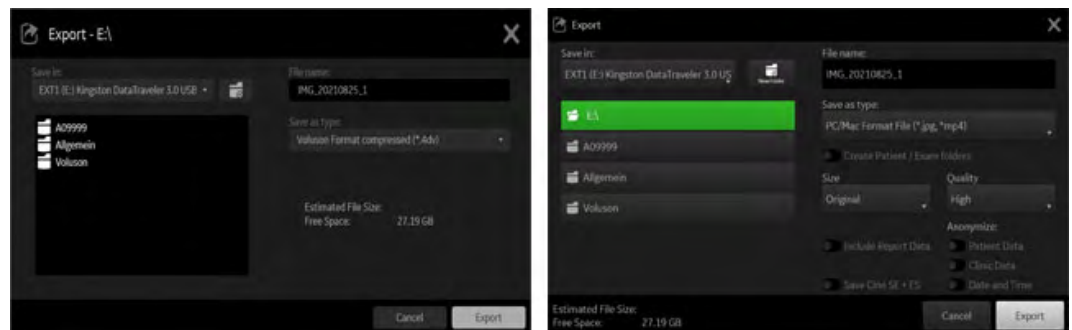 Export - E:\
Save in:
EXT1 (E:) Kingston DataTraveler 3.0 USB
A09999
Allgemein
Voluson
File name:
IMG_20210825_1
Save as type:
Voluson Format compressed (*.4dv)
Estimated File Size:
Free Space: 27.19 GB
Cancel
Export
Export
Save in:
EXT1 (E:) Kingston DataTraveler 3.0 US
E:\
A09999
Allgemein
Voluson
File name:
IMG_20210825_1
Save as type:
PC/Mac Format File (*.jpg, *mp4)
Create Patient / Exam folders
Size
Quality
Original
High
Anonymize:
Include Report Data
Patient Data
Clinic Data
Save Cine SE + ES
Date and Time
Estimated File Size:
Free Space: 27.19 GB
Cancel
Export